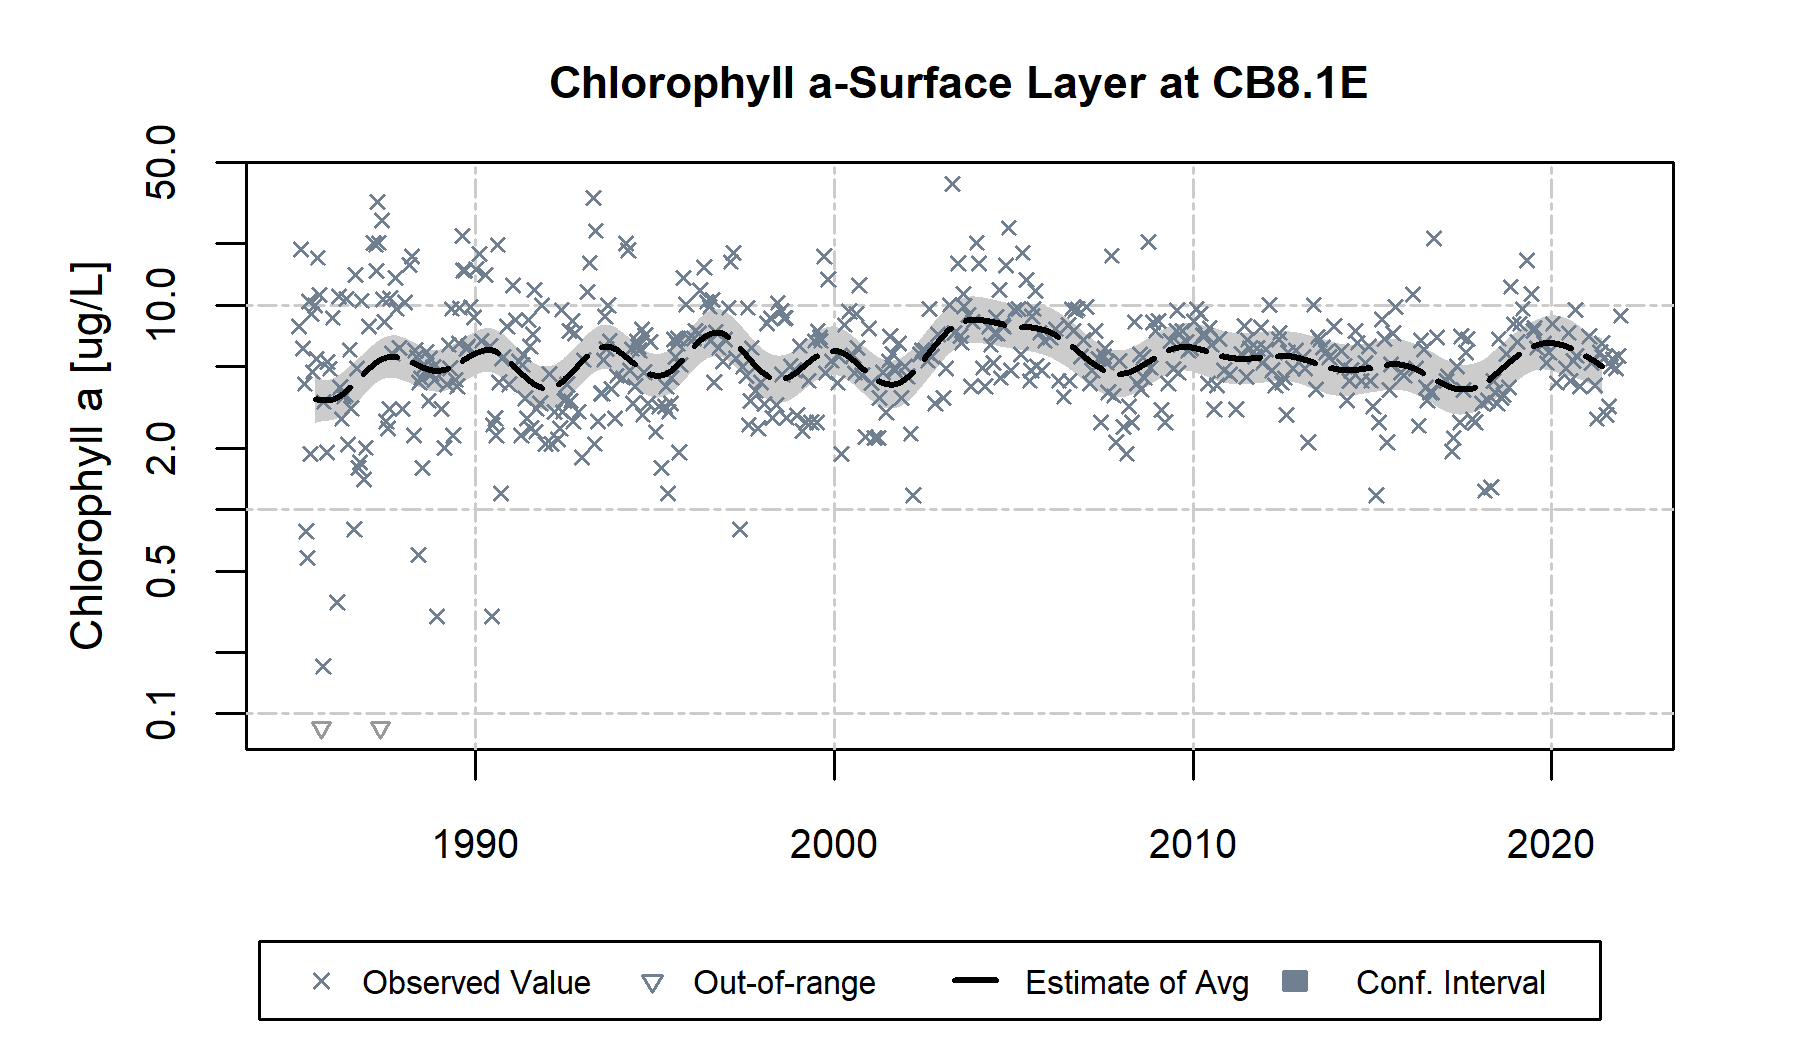 Chlorophyll a-Surface Layer at CB8.1E
Chlorophyll a [ug/L]
50.0
10.0
2.0
0.5
0.1
1990 2000 2010 2020
Observed Value Out-of-range Estimate of Avg Conf. Interval